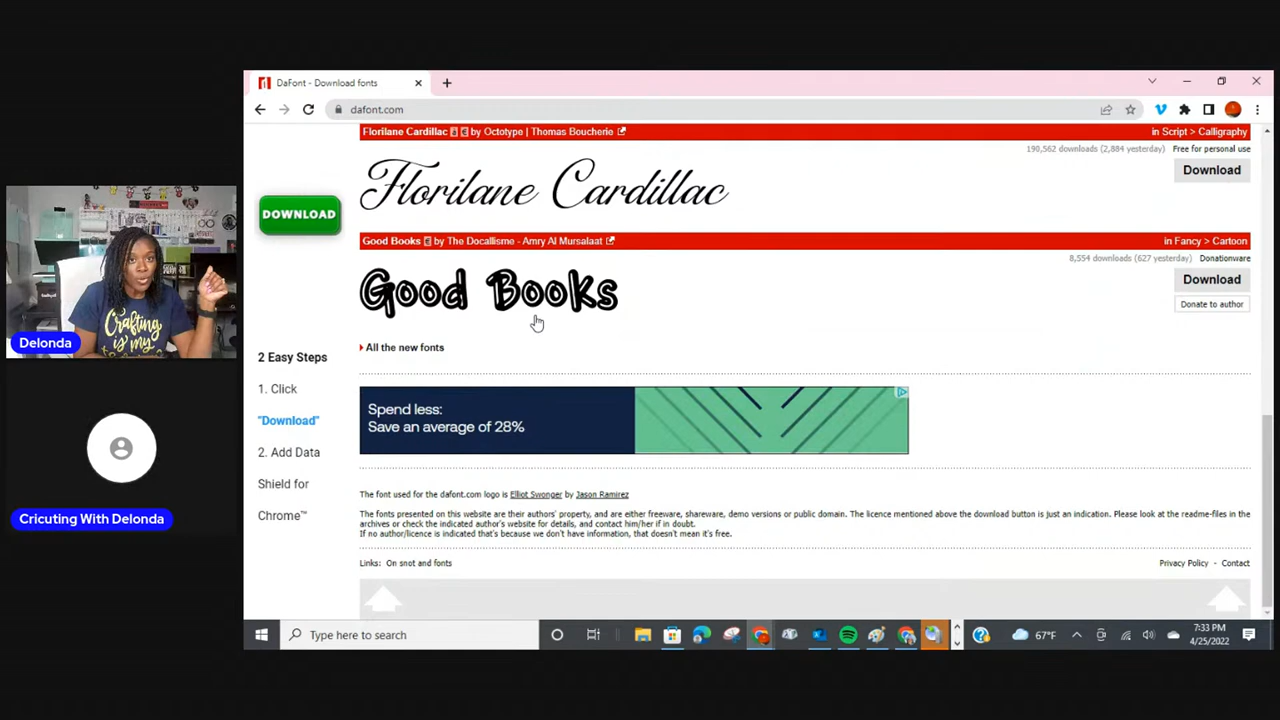 DaFont - Download fonts
dafont.com
Florilane Cardillac à € by Octotype | Thomas Boucherie
in Script > Calligraphy
190,562 downloads (2,884 yesterday) Free for personal use
Florilane Cardillac
Download
DOWNLOAD
Good Books € by The Docallisme - Amry Al Mursalaat
in Fancy > Cartoon
8,554 downloads (627 yesterday) Donationware
Good Books
Download
Donate to author
Crafting
is my
Delonda
All the new fonts
2 Easy Steps
1. Click
"Download"
2. Add Data
Shield for
Chrome™
Spend less:
Save an average of 28%
Cricuting With Delonda
The font used for the dafont.com logo is Elliot Swonger by Jason Ramirez
The fonts presented on this website are their authors' property, and are either freeware, shareware, demo versions or public domain. The licence mentioned above the download button is just an indication. Please look at the readme-files in the
archives or check the indicated author's website for details, and contact him/her if in doubt.
If no author/licence is indicated that's because we don't have information, that doesn't mean it's free.
Links: On snot and fonts
Privacy Policy - Contact
Type here to search
67°F
7:33 PM
4/25/2022